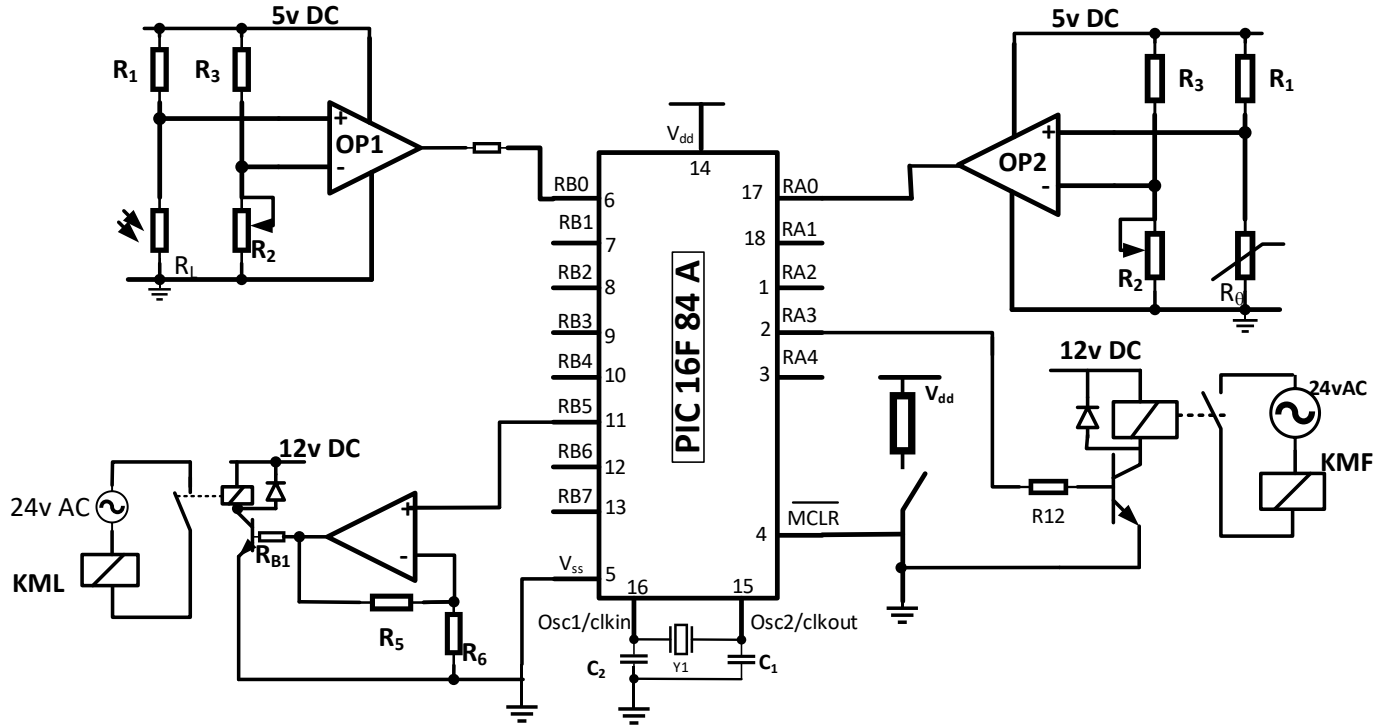 5v DC
R1
R3
+
OP1
-
R2
RL
5v DC
R3
R1
+
OP2
-
R2
Rθ
Vdd
14
RB0
6
17
RA0
RB1
7
18
RA1
RB2
8
1
RA2
RB3
9
2
RA3
RB4
10
3
RA4
RB5
11
RB6
12
RB7
13
4
MCLR
Vss
5
16
15
PIC 16F 84 A
Osc1/clkin
Osc2/clkout
C2
Y1
C1
Vdd
12v DC
24vAC
KMF
R12
12v DC
24v AC
KML
RB1
+
-
R5
R6